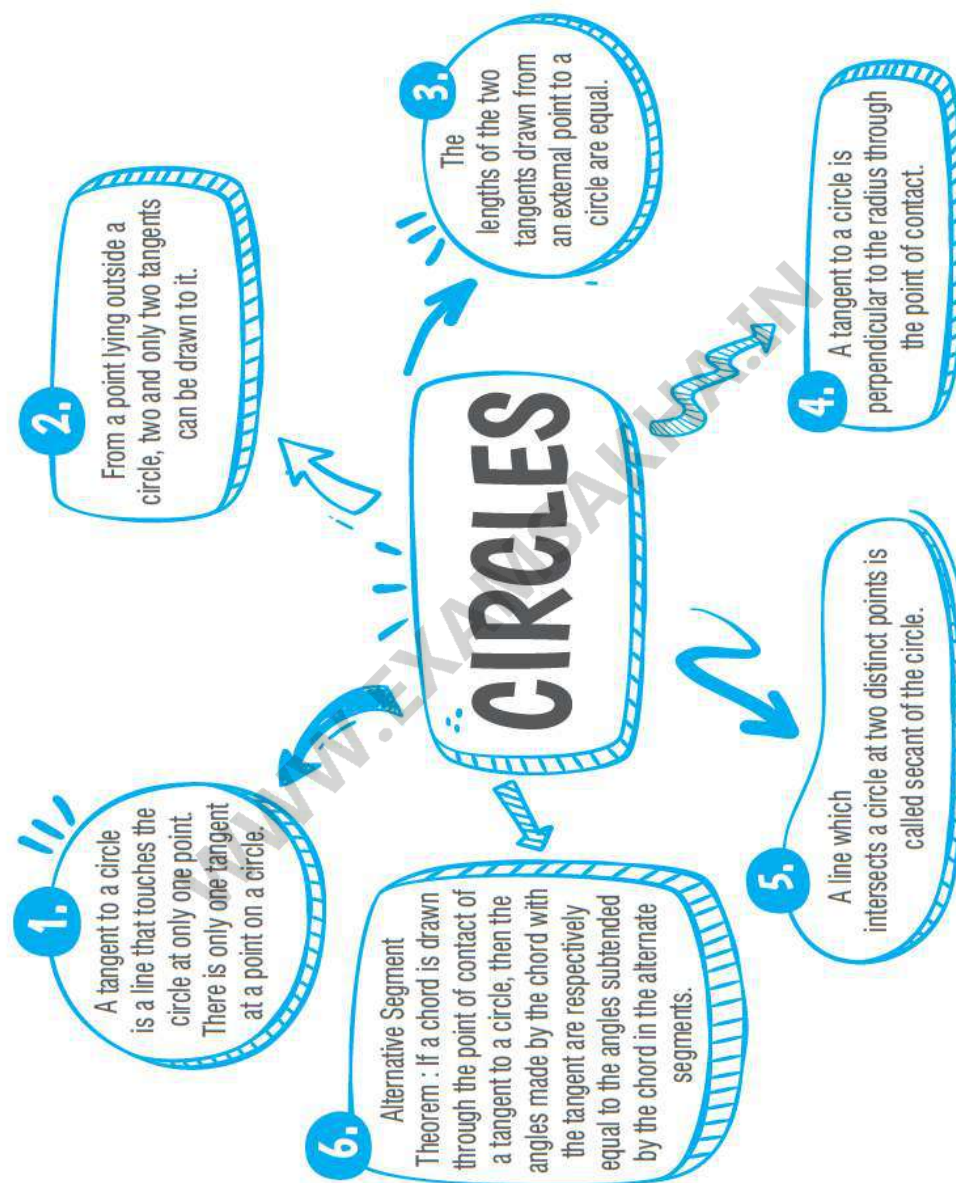 CIRCLES
1.
A tangent to a circle
is a line that touches the
circle at only one point.
There is only one tangent
at a point on a circle.
2.
From a point lying outside a
circle, two and only two tangents
can be drawn to it.
3.
The
lengths of the two
tangents drawn from
an external point to a
circle are equal.
4.
A tangent to a circle is
perpendicular to the radius through
the point of contact.
5.
A line which
intersects a circle at two distinct points is
called secant of the circle.
6.
Alternative Segment
Theorem : If a chord is drawn
through the point of contact of
a tangent to a circle, then the
angles made by the chord with
the tangent are respectively
equal to the angles subtended
by the chord in the alternate
segments.
WWW.EXAMSAKHA.IN